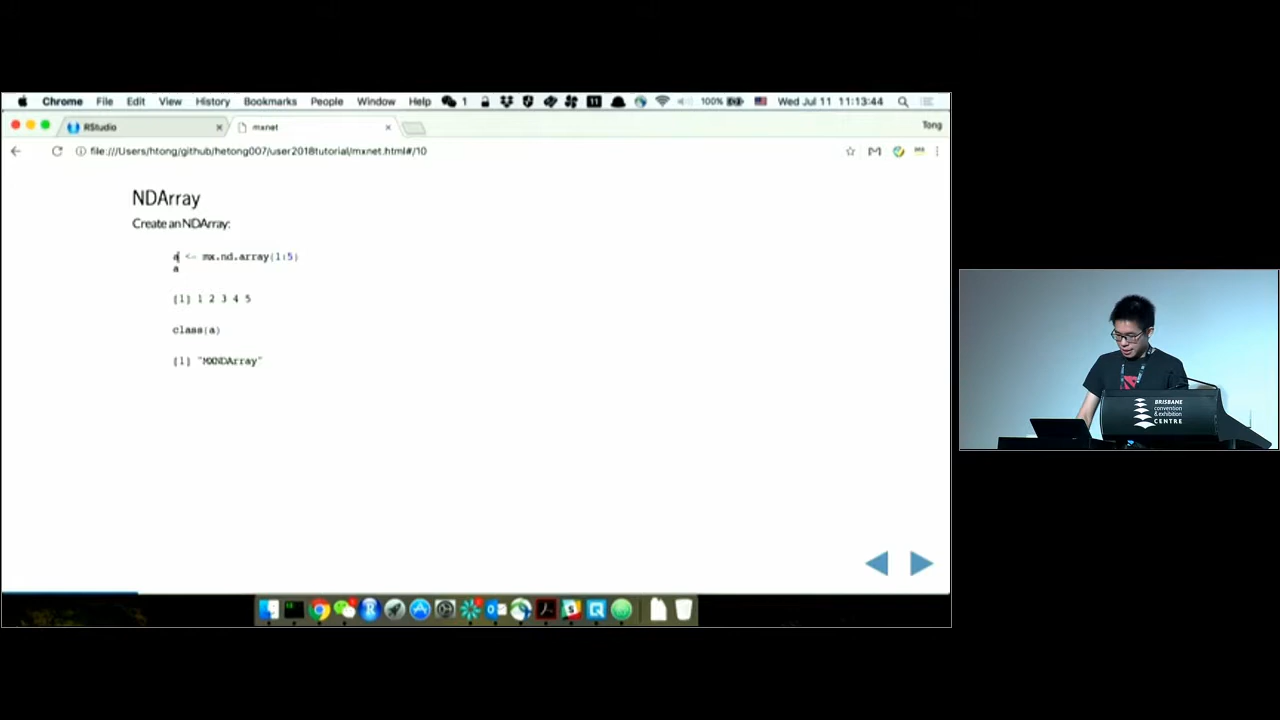 Chrome File Edit View History Bookmarks People Window Help 1 11 100% Wed Jul 11 11:13:44
RStudio mxnet Tong
file:///Users/htong/github/hetong007/user2018tutorial/mxnet.html#/10
NDArray
Create an NDArray:
a <- mx.nd.array(1:5)
a
[1] 1 2 3 4 5
class(a)
[1] "MXNDArray"
BRISBANE
convention
& exhibition
CENTRE